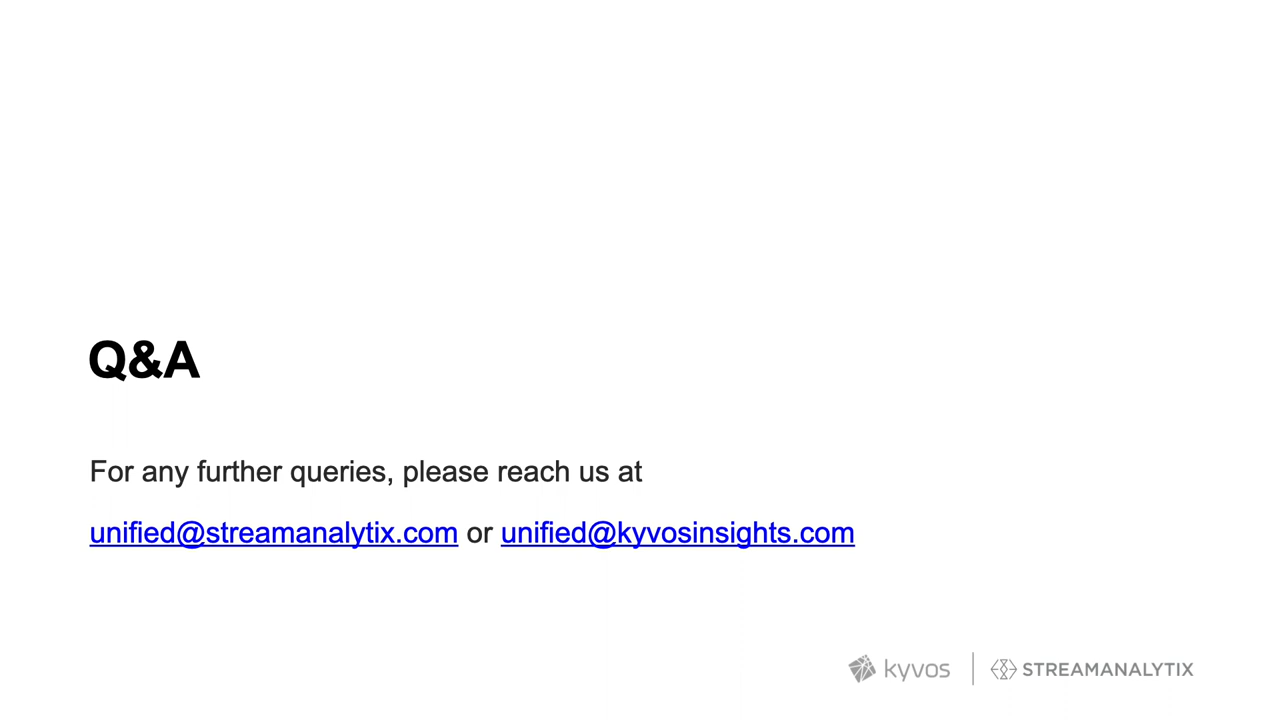 Q&A
For any further queries, please reach us at
unified@streamanalytix.com or unified@kyvosinsights.com
kyvos | STREAMANALYTIX